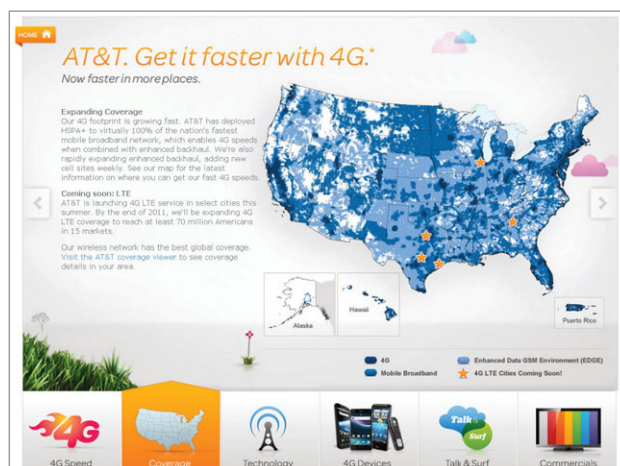 HOME
AT&T. Get it faster with 4G.*
Now faster in more places.
Expanding Coverage
Our 4G footprint is growing fast. AT&T has deployed
HSPA+ to virtually 100% of the nation's fastest
mobile broadband network, which enables 4G speeds
when combined with enhanced backhaul. We're also
rapidly expanding enhanced backhaul, adding new
cell sites weekly. See our map for the latest
information on where you can get our fast 4G speeds.
Coming soon: LTE
AT&T is launching 4G LTE service in select cities this
summer. By the end of 2011, we'll be expanding 4G
LTE coverage to reach at least 70 million Americans
in 15 markets.
Our wireless network has the best global coverage.
Visit the AT&T coverage viewer to see coverage
details in your area.
Alaska
Hawaii
Puerto Rico
4G
Mobile Broadband
Enhanced Data GSM Environment (EDGE)
4G LTE Cities Coming Soon!
4G
Talk &
Surf
4G Speed
Coverage
Technology
4G Devices
Talk & Surf
Commercials